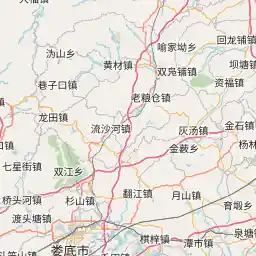 大福镇
回龙铺镇
喻家坳乡
沩山乡
坝塘镇
黄材镇
双凫铺镇
资福镇
巷子口镇
老粮仓镇
龙田镇
流沙河镇
金石镇
灰汤镇
杨林
金薮乡
七星街镇
双江乡
翻江镇
月山镇
桥头河镇
杉山镇
育塅乡
渡头塘镇
泉塘镇
娄底市
棋梓镇
潭市镇